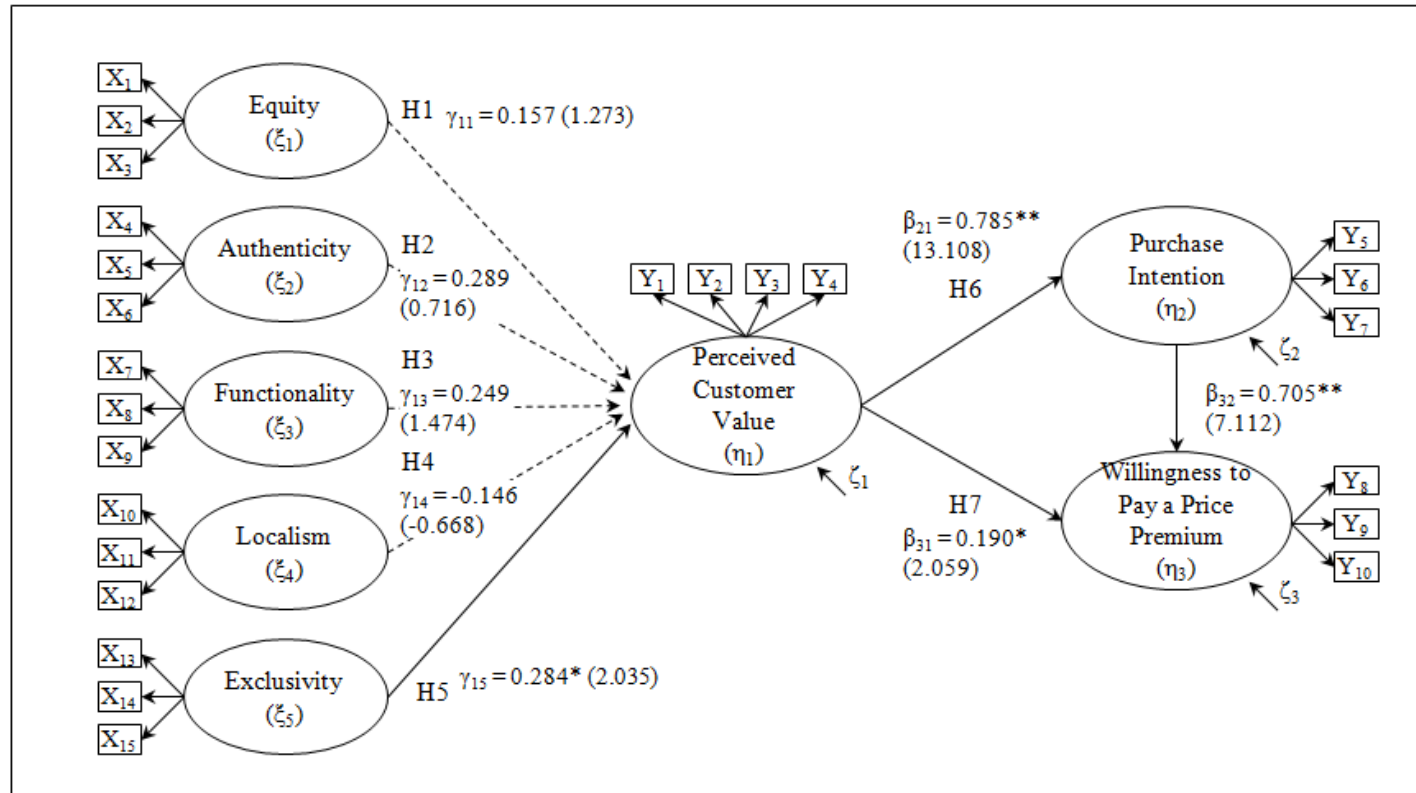 X₁
X₂
X₃
Equity
(ξ₁)
H1
γ₁₁ = 0.157 (1.273)
X₄
X₅
X₆
Authenticity
(ξ₂)
H2
γ₁₂ = 0.289
(0.716)
X₇
X₈
X₉
Functionality
(ξ₃)
H3
γ₁₃ = 0.249
(1.474)
X₁₀
X₁₁
X₁₂
Localism
(ξ₄)
H4
γ₁₄ = -0.146
(-0.668)
X₁₃
X₁₄
X₁₅
Exclusivity
(ξ₅)
H5
γ₁₅ = 0.284* (2.035)
Y₁
Y₂
Y₃
Y₄
Perceived
Customer
Value
(η₁)
ζ₁
β₂₁ = 0.785**
(13.108)
H6
Purchase
Intention
(η₂)
Y₅
Y₆
Y₇
ζ₂
β₃₂ = 0.705**
(7.112)
H7
β₃₁ = 0.190*
(2.059)
Willingness to
Pay a Price
Premium
(η₃)
Y₈
Y₉
Y₁₀
ζ₃